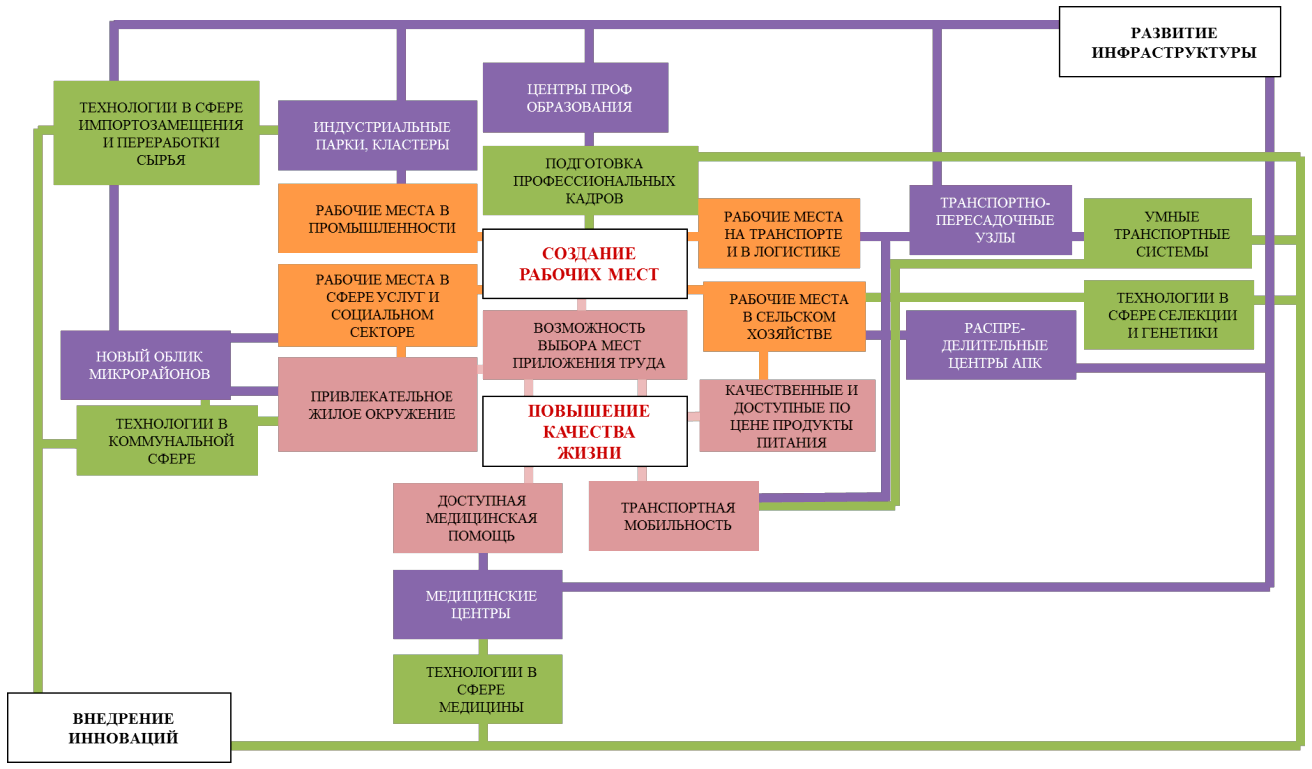 РАЗВИТИЕ
ИНФРАСТРУКТУРЫ
ТЕХНОЛОГИИ В СФЕРЕ
ИМПОРТОЗАМЕЩЕНИЯ
И ПЕРЕРАБОТКИ
СЫРЬЯ
ИНДУСТРИАЛЬНЫЕ
ПАРКИ, КЛАСТЕРЫ
ЦЕНТРЫ ПРОФ
ОБРАЗОВАНИЯ
ПОДГОТОВКА
ПРОФЕССИОНАЛЬНЫХ
КАДРОВ
РАБОЧИЕ МЕСТА В
ПРОМЫШЛЕННОСТИ
РАБОЧИЕ МЕСТА
НА ТРАНСПОРТЕ
И В ЛОГИСТИКЕ
ТРАНСПОРТНО-
ПЕРЕСАДОЧНЫЕ
УЗЛЫ
УМНЫЕ
ТРАНСПОРТНЫЕ
СИСТЕМЫ
СОЗДАНИЕ
РАБОЧИХ МЕСТ
РАБОЧИЕ МЕСТА В
СФЕРЕ УСЛУГ И
СОЦИАЛЬНОМ
СЕКТОРЕ
РАБОЧИЕ МЕСТА
В СЕЛЬСКОМ
ХОЗЯЙСТВЕ
ТЕХНОЛОГИИ В
СФЕРЕ СЕЛЕКЦИИ
И ГЕНЕТИКИ
ВОЗМОЖНОСТЬ
ВЫБОРА МЕСТ
ПРИЛОЖЕНИЯ ТРУДА
РАСПРЕ-
ДЕЛИТЕЛЬНЫЕ
ЦЕНТРЫ АПК
НОВЫЙ ОБЛИК
МИКРОРАЙОНОВ
ПРИВЛЕКАТЕЛЬНОЕ
ЖИЛОЕ ОКРУЖЕНИЕ
КАЧЕСТВЕННЫЕ И
ДОСТУПНЫЕ ПО
ЦЕНЕ ПРОДУКТЫ
ПИТАНИЯ
ПОВЫШЕНИЕ
КАЧЕСТВА
ЖИЗНИ
ТЕХНОЛОГИИ В
КОММУНАЛЬНОЙ
СФЕРЕ
ДОСТУПНАЯ
МЕДИЦИНСКАЯ
ПОМОЩЬ
ТРАНСПОРТНАЯ
МОБИЛЬНОСТЬ
МЕДИЦИНСКИЕ
ЦЕНТРЫ
ТЕХНОЛОГИИ В
СФЕРЕ
МЕДИЦИНЫ
ВНЕДРЕНИЕ
ИННОВАЦИЙ